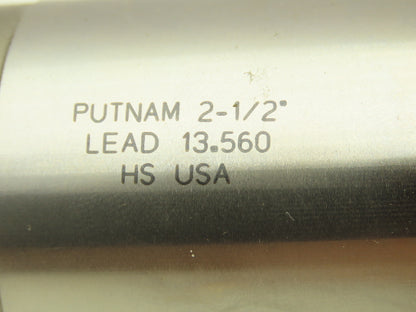 PUTNAM 2-1/2"
LEAD 13.560
HS USA